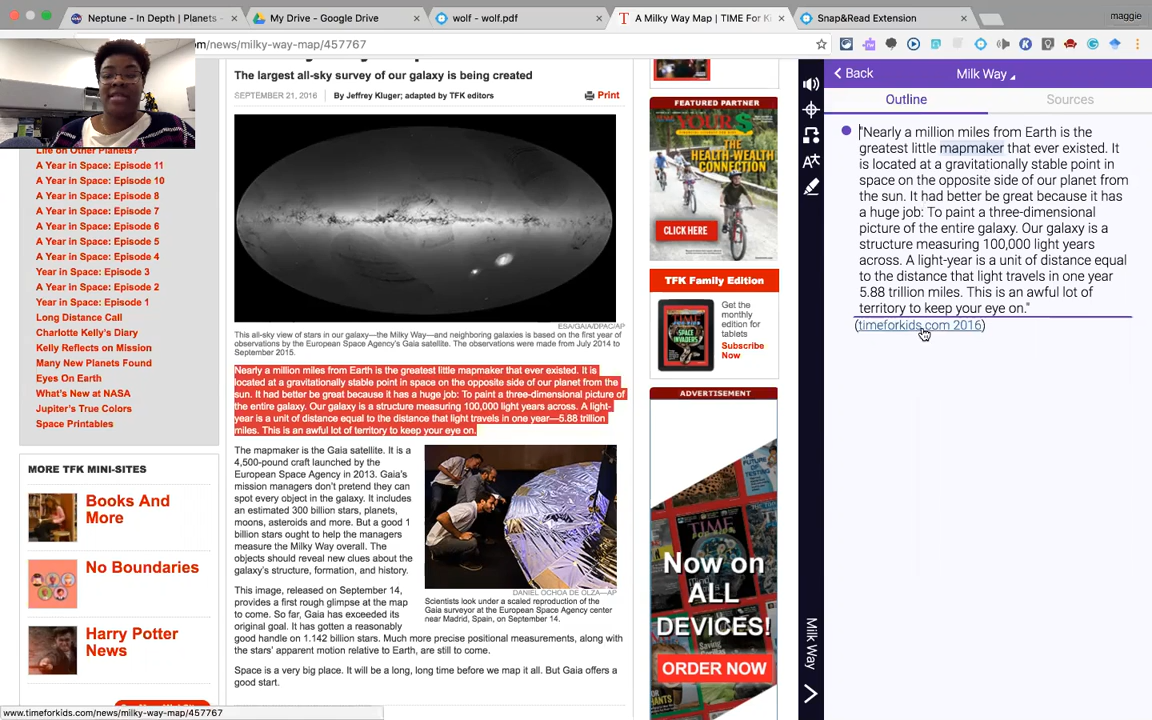 Neptune - In Depth | Planets -
My Drive - Google Drive
wolf - wolf.pdf
A Milky Way Map | TIME For Ki
Snap&Read Extension
maggie
om/news/milky-way-map/457767
The largest all-sky survey of our galaxy is being created
SEPTEMBER 21, 2016
By Jeffrey Kluger; adapted by TFK editors
Print
Life on Other Planets?
A Year in Space: Episode 11
A Year in Space: Episode 10
A Year in Space: Episode 8
A Year in Space: Episode 7
A Year in Space: Episode 6
A Year in Space: Episode 5
A Year in Space: Episode 4
Year in Space: Episode 3
A Year in Space: Episode 2
Year in Space: Episode 1
Long Distance Call
Charlotte Kelly's Diary
Kelly Reflects on Mission
Many New Planets Found
Eyes On Earth
What's New at NASA
Jupiter's True Colors
Space Printables
MORE TFK MINI-SITES
Books And
More
No Boundaries
Harry Potter
News
ESA/GAIA/DPAC/AP
This all-sky view of stars in our galaxy—the Milky Way—and neighboring galaxies is based on the first year of
observations by the European Space Agency's Gaia satellite. The observations were made from July 2014 to
September 2015.
Nearly a million miles from Earth is the greatest little mapmaker that ever existed. It is
located at a gravitationally stable point in space on the opposite side of our planet from the
sun. It had better be great because it has a huge job: To paint a three-dimensional picture of
the entire galaxy. Our galaxy is a structure measuring 100,000 light years across. A light-
year is a unit of distance equal to the distance that light travels in one year—5.88 trillion
miles. This is an awful lot of territory to keep your eye on.
The mapmaker is the Gaia satellite. It is a
4,500-pound craft launched by the
European Space Agency in 2013. Gaia's
mission managers don't pretend they can
spot every object in the galaxy. It includes
an estimated 300 billion stars, planets,
moons, asteroids and more. But a good 1
billion stars ought to help the managers
measure the Milky Way overall. The
objects should reveal new clues about the
galaxy's structure, formation, and history.
DANIEL OCHOA DE OLZA—AP
Scientists look under a scaled reproduction of the
Gaia surveyor at the European Space Agency center
near Madrid, Spain, on September 14.
This image, released on September 14,
provides a first rough glimpse at the map
to come. So far, Gaia has exceeded its
original goal. It has gotten a reasonably
good handle on 1.142 billion stars. Much more precise positional measurements, along with
the stars' apparent motion relative to Earth, are still to come.
Space is a very big place. It will be a long, long time before we map it all. But Gaia offers a
good start.
FEATURED PARTNER
YOUR $
THE HEALTH-WEALTH
CONNECTION
CLICK HERE
TFK Family Edition
Get the
monthly
edition for
tablets
Subscribe
Now
ADVERTISEMENT
TIME
Now on
ALL
DEVICES!
ORDER NOW
Milk Way
Back
Milk Way
Outline
Sources
"Nearly a million miles from Earth is the
greatest little mapmaker that ever existed. It
is located at a gravitationally stable point in
space on the opposite side of our planet from
the sun. It had better be great because it has
a huge job: To paint a three-dimensional
picture of the entire galaxy. Our galaxy is a
structure measuring 100,000 light years
across. A light-year is a unit of distance equal
to the distance that light travels in one year
5.88 trillion miles. This is an awful lot of
territory to keep your eye on."
(timeforkids.com 2016)
www.timeforkids.com/news/milky-way-map/457767